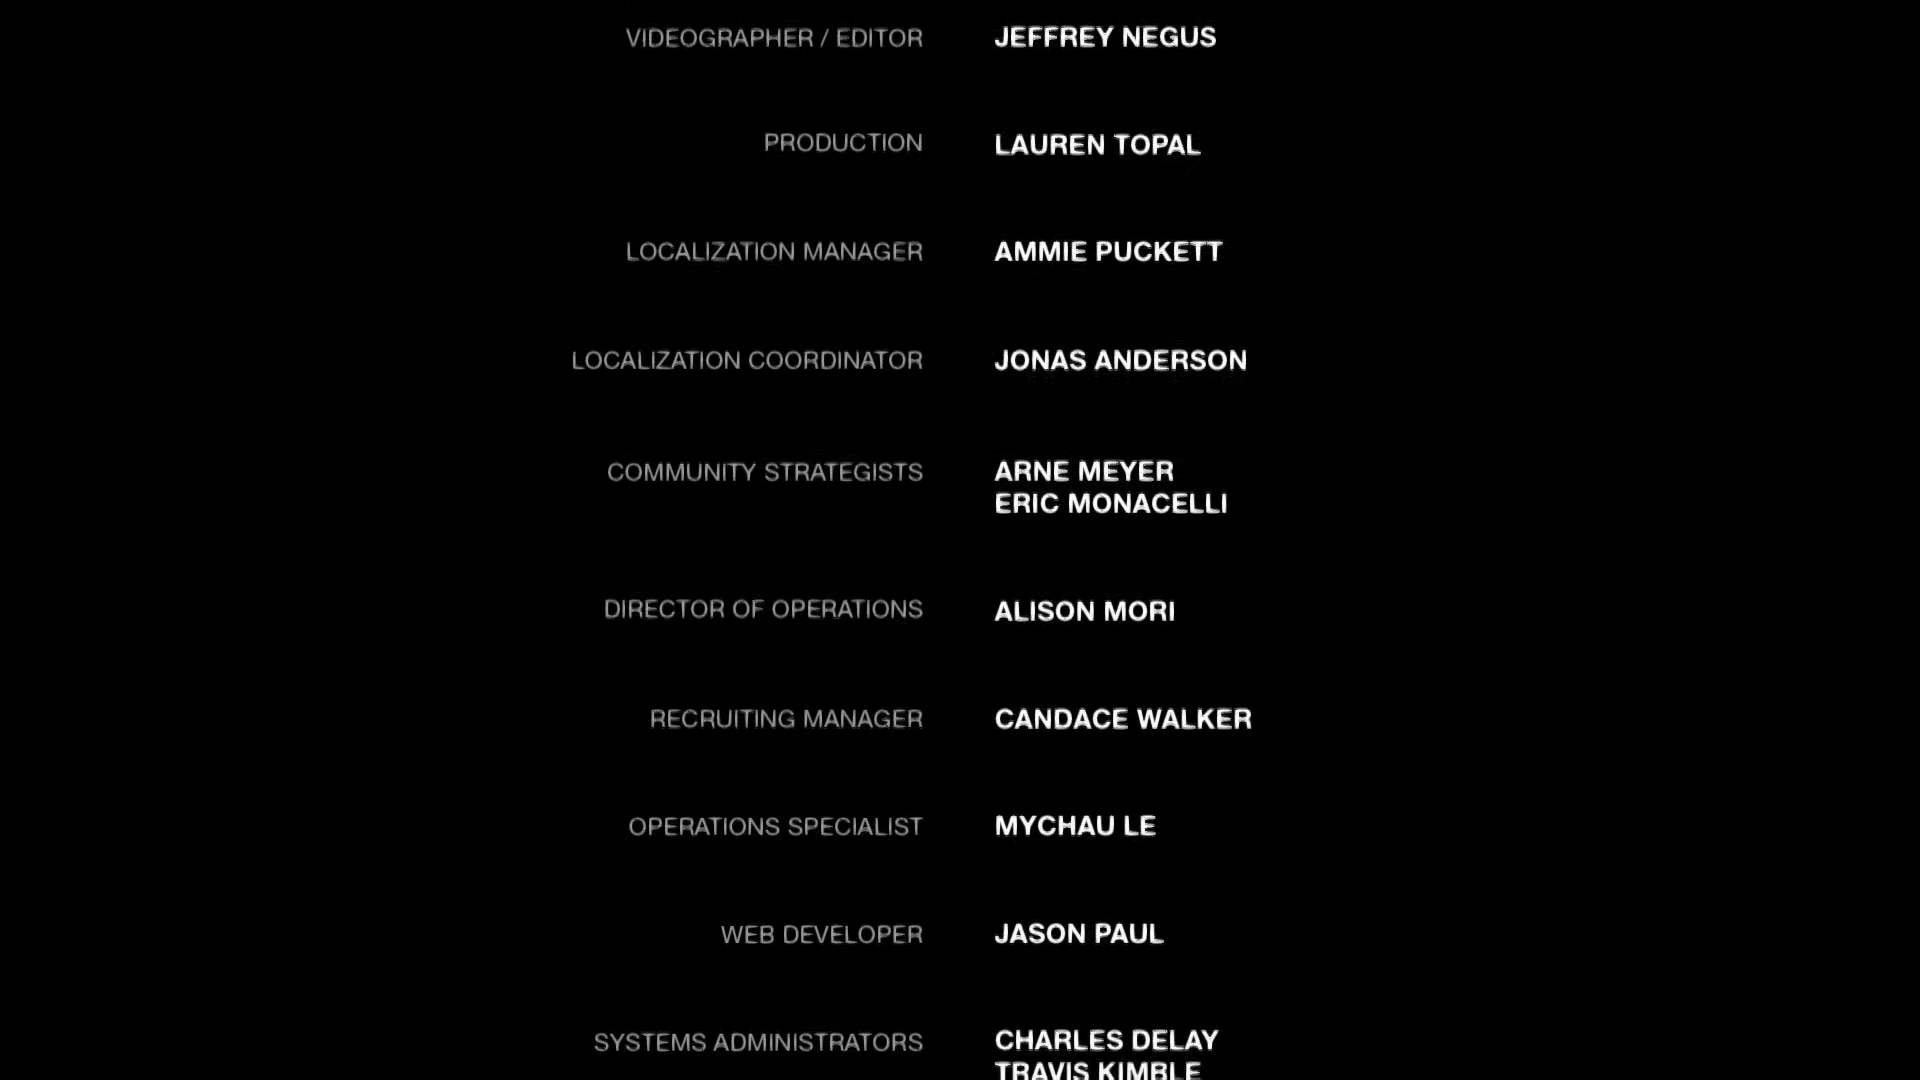 VIDEOGRAPHER / EDITOR JEFFREY NEGUS
PRODUCTION LAUREN TOPAL
LOCALIZATION MANAGER AMMIE PUCKETT
LOCALIZATION COORDINATOR JONAS ANDERSON
COMMUNITY STRATEGISTS ARNE MEYER
ERIC MONACELLI
DIRECTOR OF OPERATIONS ALISON MORI
RECRUITING MANAGER CANDACE WALKER
OPERATIONS SPECIALIST MYCHAU LE
WEB DEVELOPER JASON PAUL
SYSTEMS ADMINISTRATORS CHARLES DELAY
TRAVIS KIMBLE